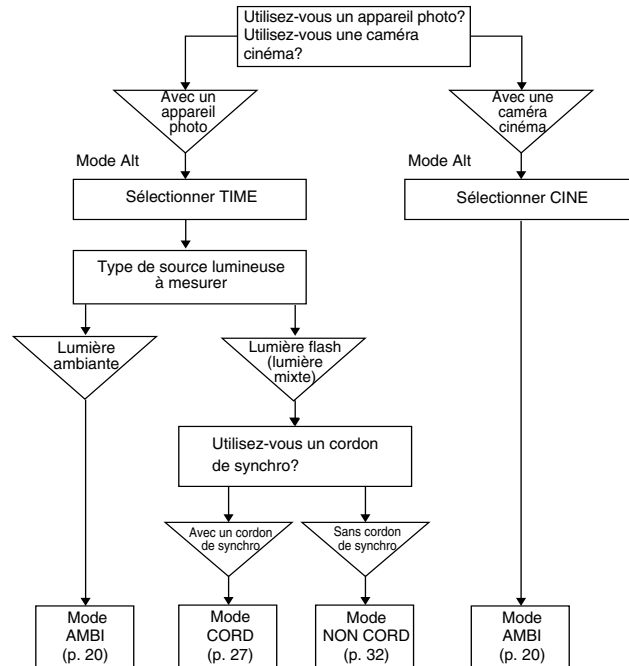 Utilisez-vous un appareil photo?
Utilisez-vous une caméra
cinéma?
Avec un
appareil
photo
Avec une
caméra
cinéma
Mode Alt
Mode Alt
Sélectionner TIME
Sélectionner CINE
Type de source lumineuse
à mesurer
Lumière
ambiante
Lumière flash
(lumière
mixte)
Utilisez-vous un cordon
de synchro?
Avec un cordon
de synchro
Sans cordon
de synchro
Mode
AMBI
(p. 20)
Mode
CORD
(p. 27)
Mode
NON CORD
(p. 32)
Mode
AMBI
(p. 20)